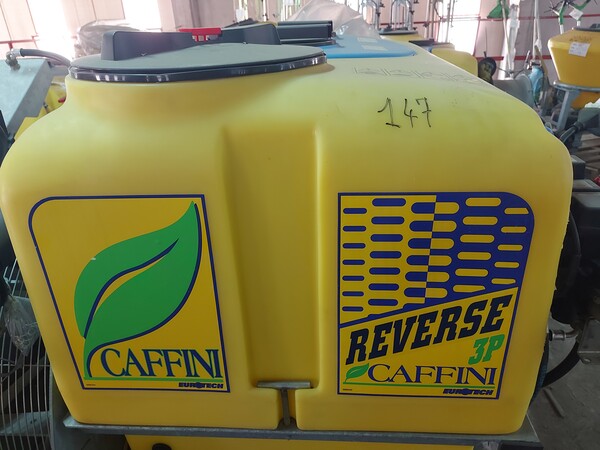 147
CAFFINI
EUROTECH
REVERSE
3P
CAFFINI
EUROTECH